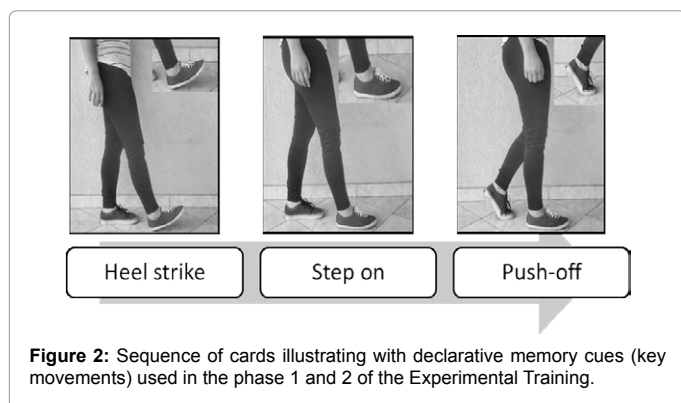 Heel strike
Step on
Push-off
Figure 2: Sequence of cards illustrating with declarative memory cues (key
movements) used in the phase 1 and 2 of the Experimental Training.